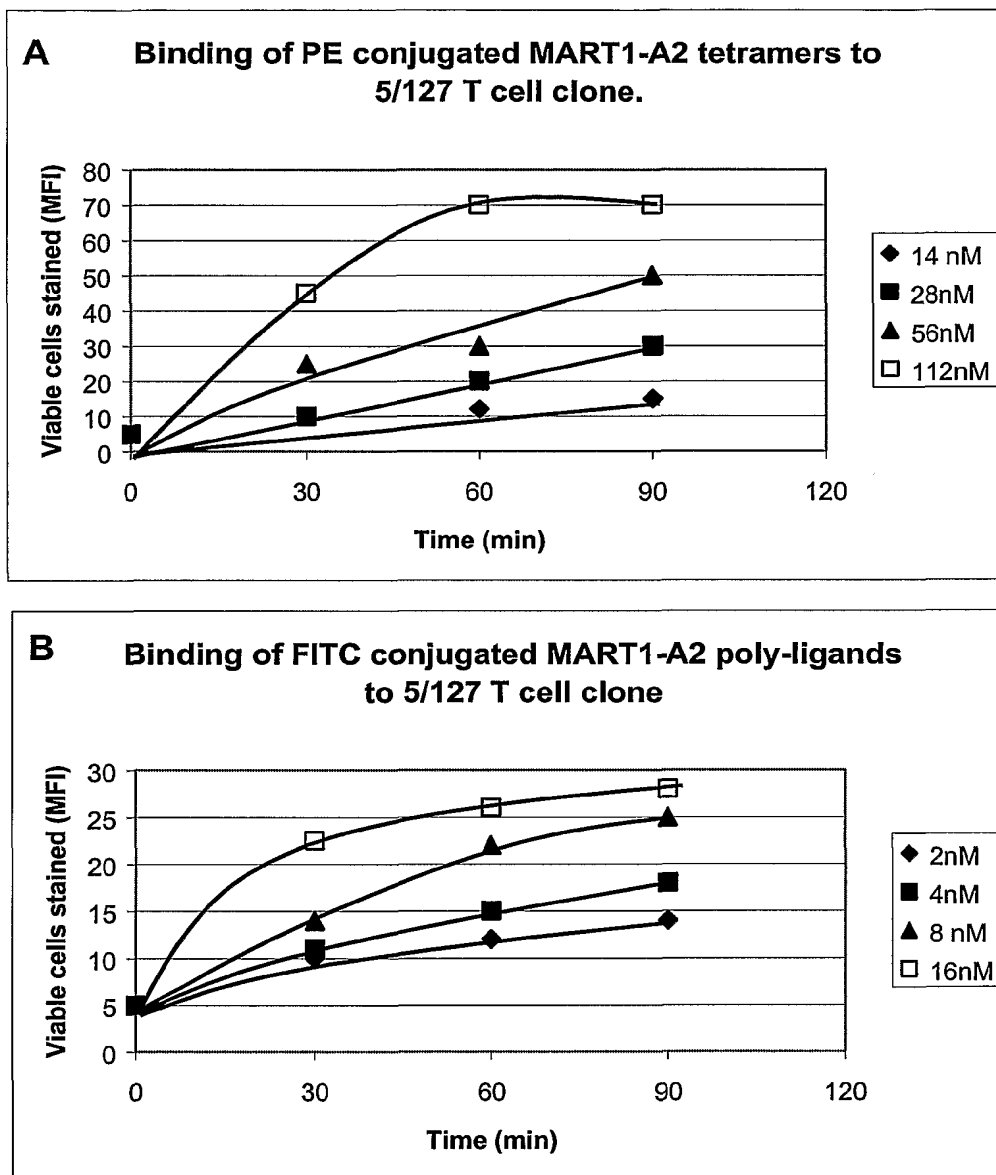 A
Binding of PE conjugated MART1-A2 tetramers to
5/127 T cell clone.
Viable cells stained (MFI)
80
70
60
50
40
30
20
10
0
0 30 60 90 120
Time (min)
14 nM
28nM
56nM
112nM
B
Binding of FITC conjugated MART1-A2 poly-ligands
to 5/127 T cell clone
Viable cells stained (MFI)
30
25
20
15
10
5
0
0 30 60 90 120
Time (min)
2nM
4nM
8 nM
16nM